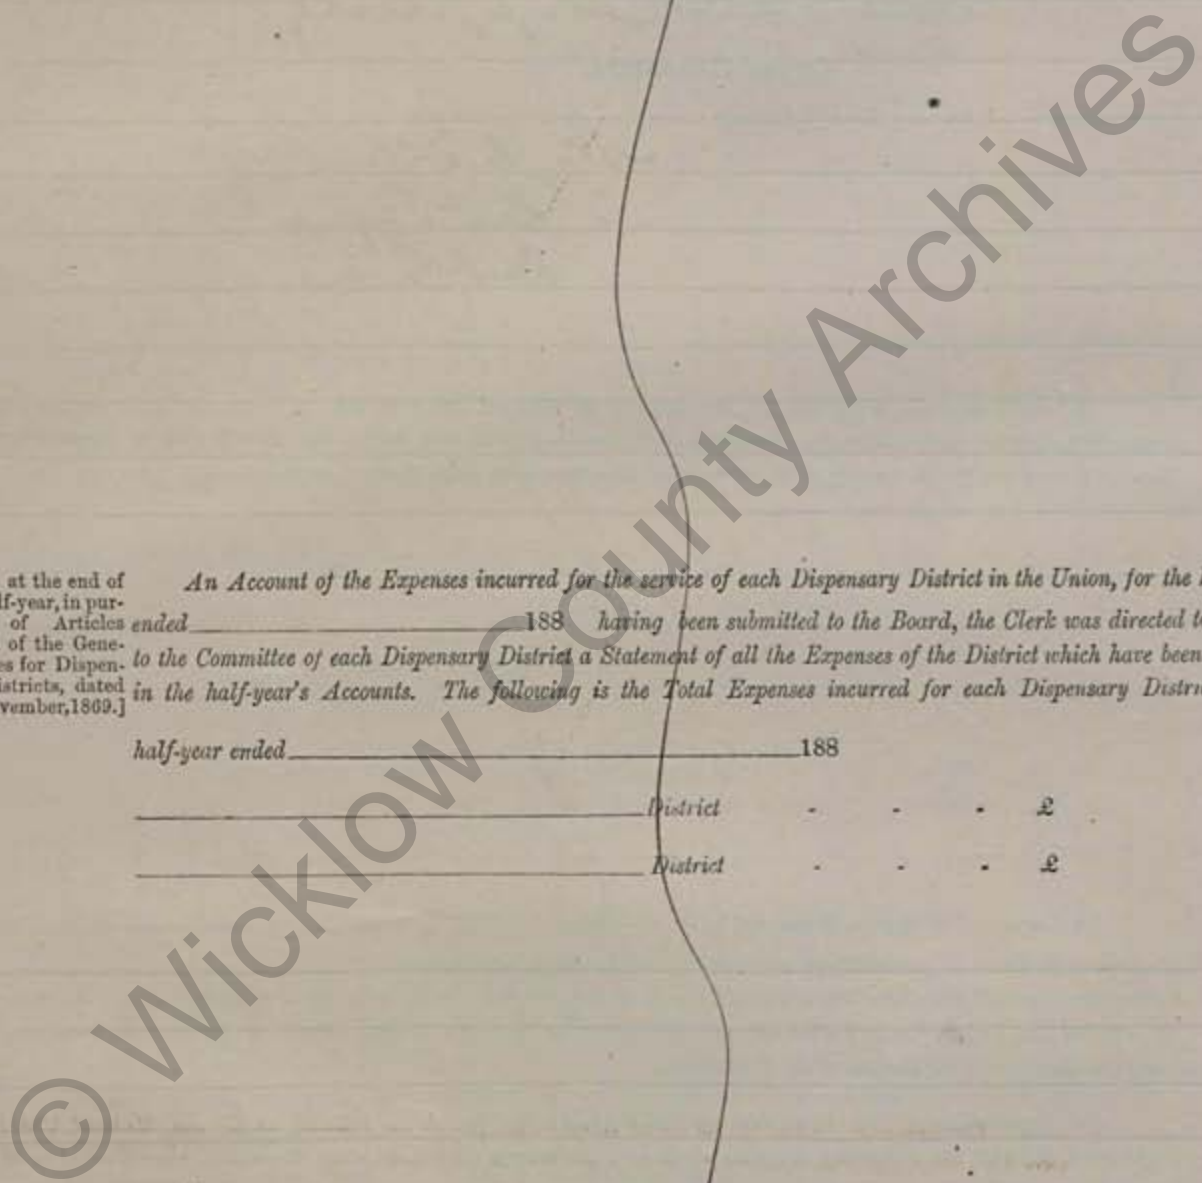 at the end of
lf-year, in pur-
of Articles
of the Gene-
es for Dispen-
istricts, dated
vember, 1869.]
An Account of the Expenses incurred for the service of each Dispensary District in the Union, for the
ended 188 having been submitted to the Board, the Clerk was directed to
to the Committee of each Dispensary District a Statement of all the Expenses of the District which have been
in the half-year's Accounts. The following is the Total Expenses incurred for each Dispensary Distri
half-year ended 188
District - - - £
District - - - £
© Wicklow County Archives